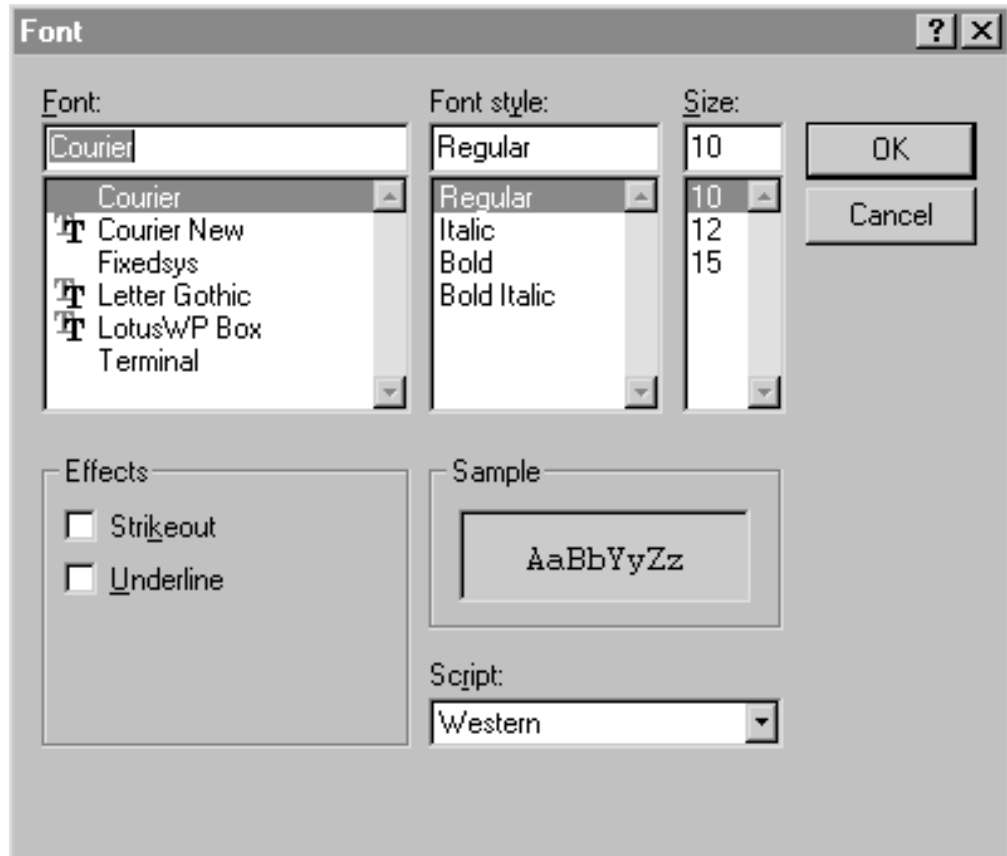 Font
Font: Font style: Size:
Courier Regular 10 OK
Courier Regular 10 Cancel
Courier New Italic 12
Fixedsys Bold 15
Letter Gothic Bold Italic
LotusWP Box
Terminal
Effects Sample
Strikeout
AaBbYyZz
Underline
Script:
Western